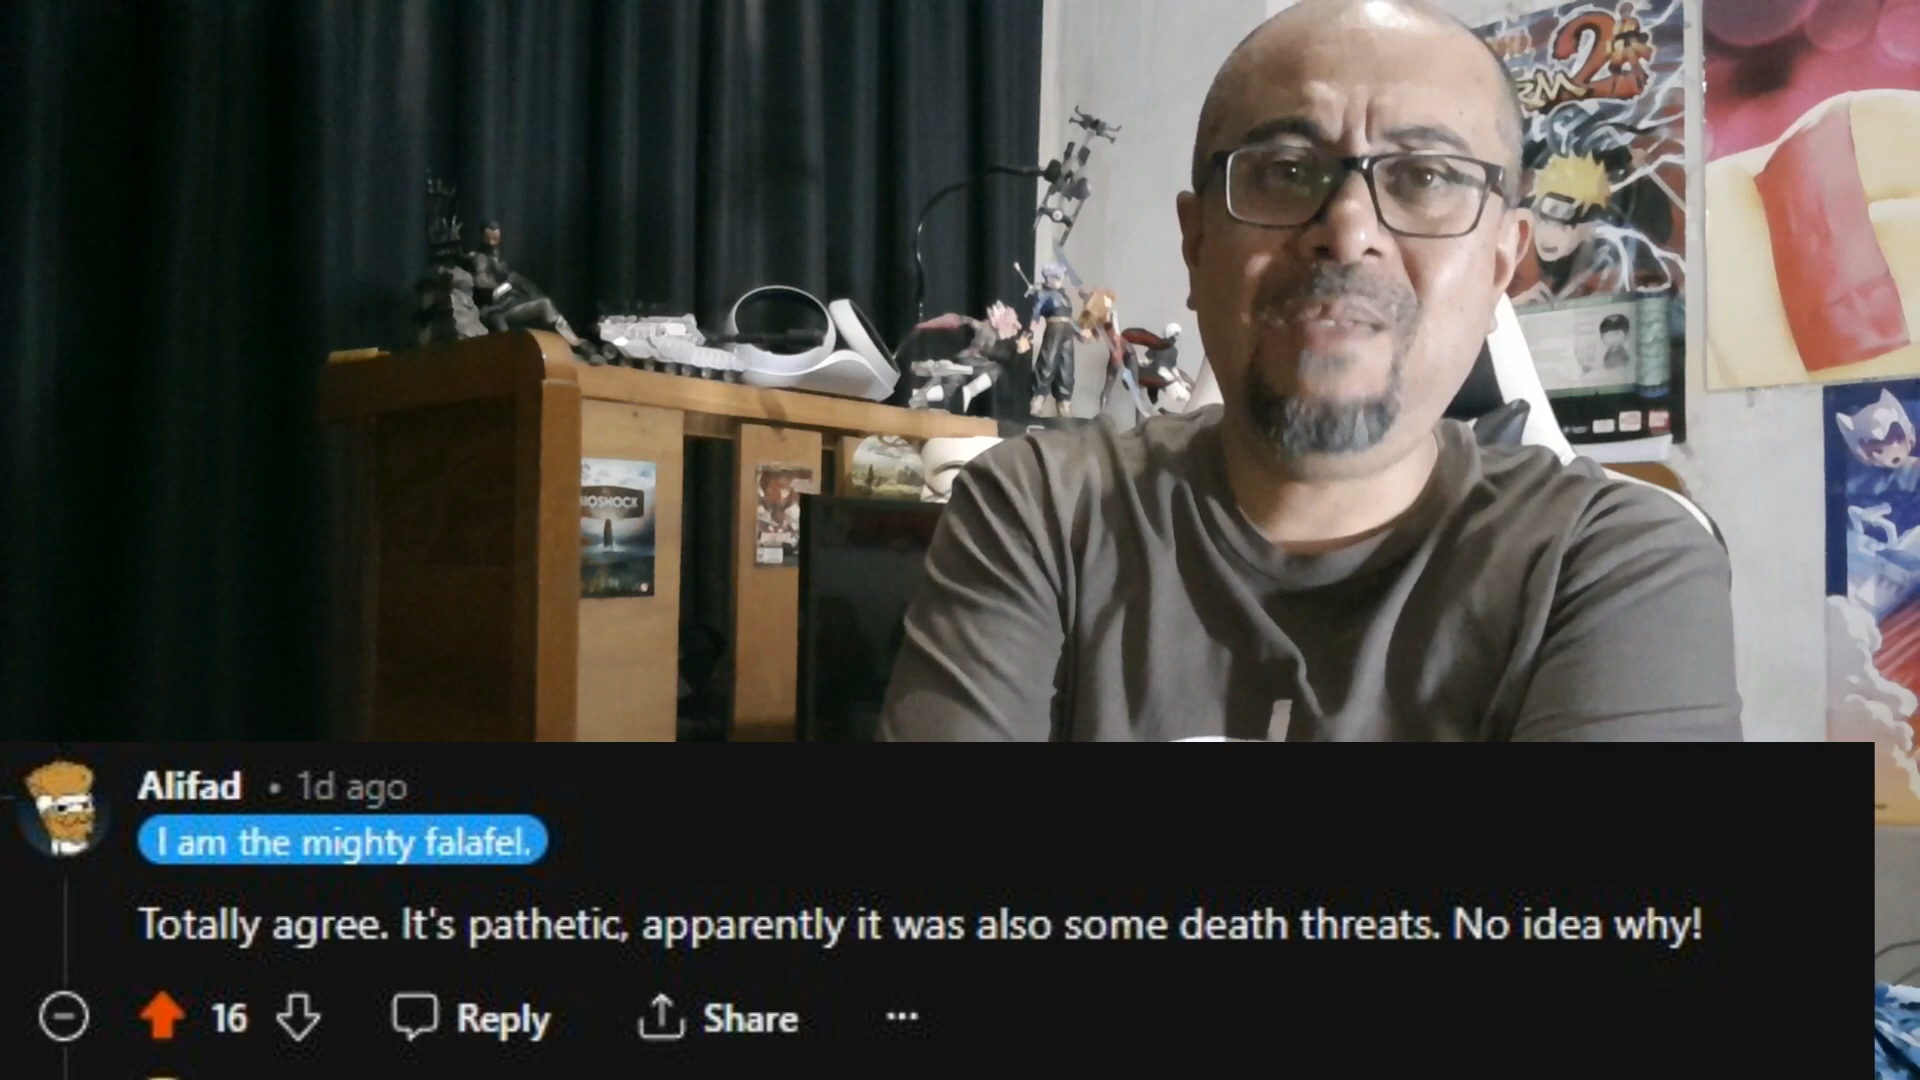 2
BIOSHOCK
Alifad • 1d ago
I am the mighty falafel.
Totally agree. It's pathetic, apparently it was also some death threats. No idea why!
16 Reply Share ...